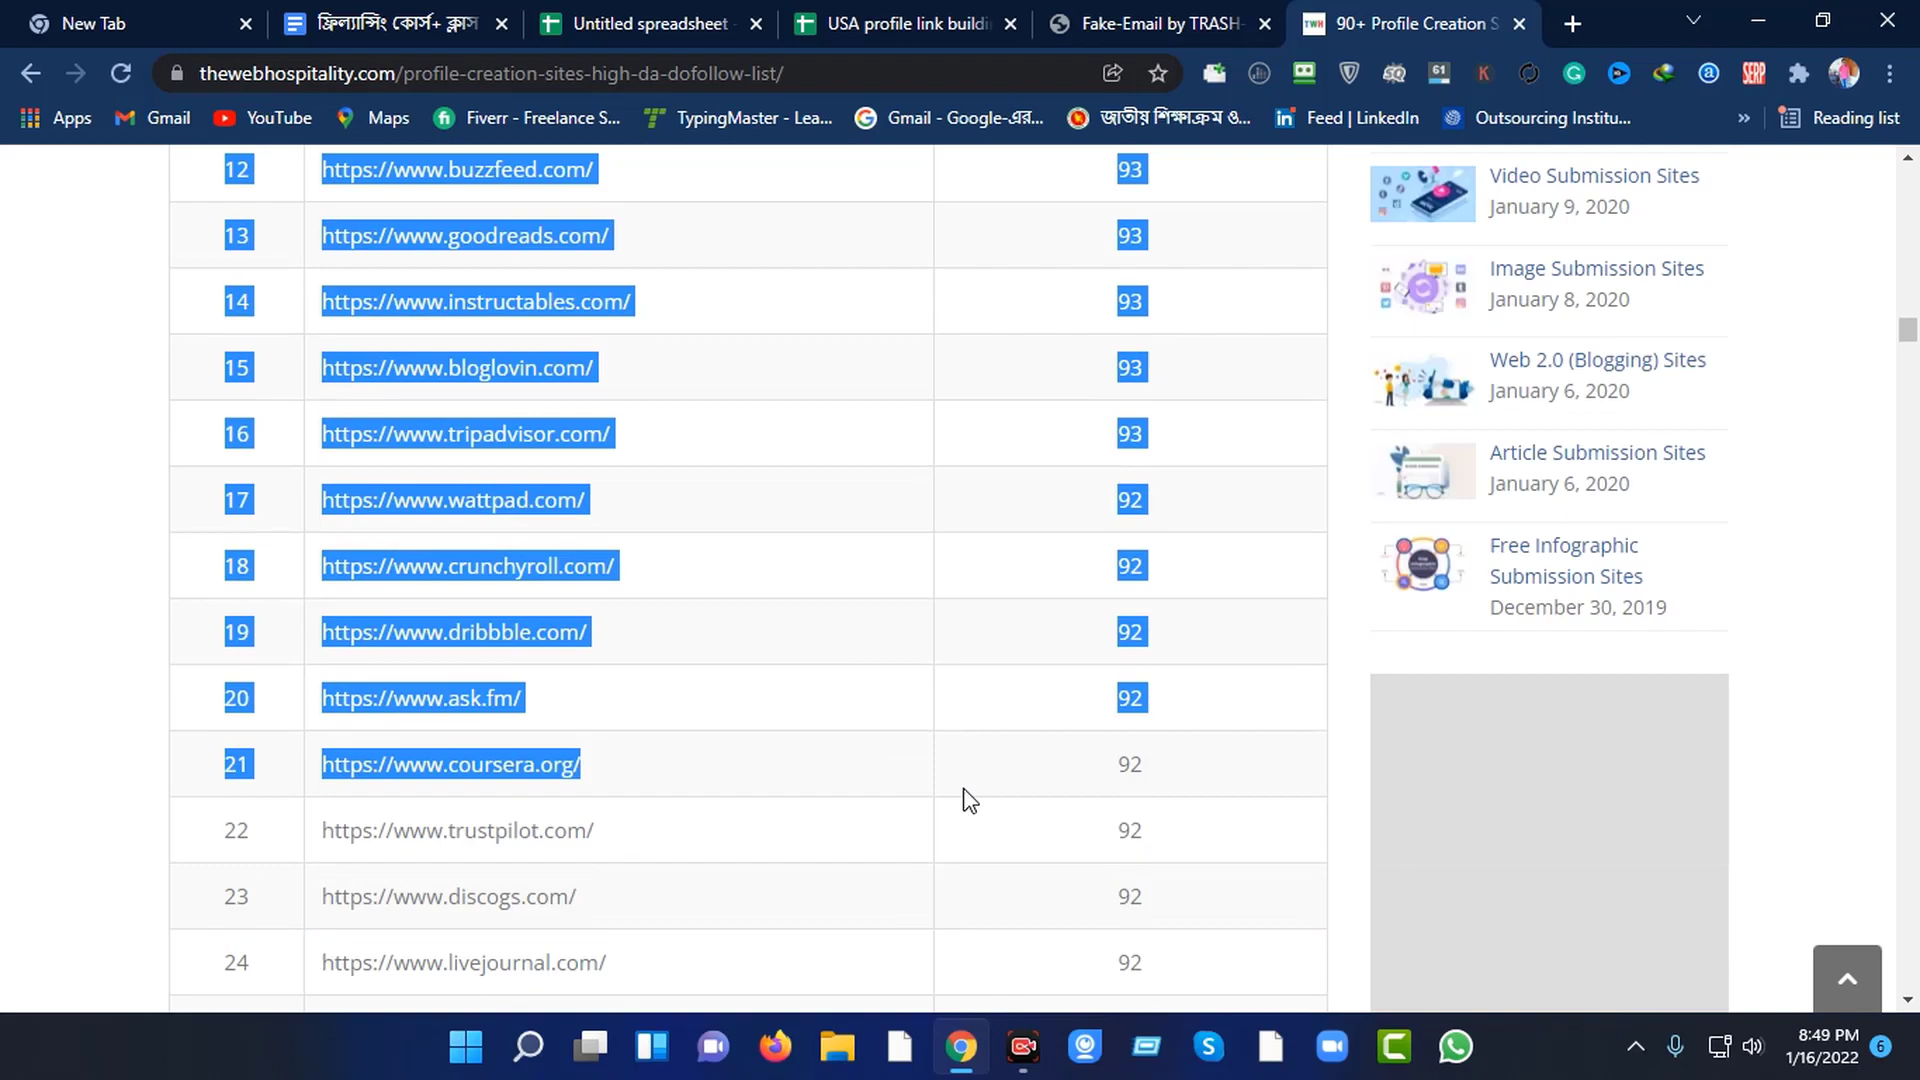 New Tab
ফ্রিল্যান্সিং কোর্স+ ক্লাস
Untitled spreadsheet -
USA profile link buildi
Fake-Email by TRASH-
TWH
90+ Profile Creation S
thewebhospitality.com/profile-creation-sites-high-da-dofollow-list/
61
SERP
Apps
Gmail
YouTube
Maps
Fiverr - Freelance S...
TypingMaster - Lea...
Gmail - Google-এর...
জাতীয় শিক্ষাক্রম ও...
Feed | LinkedIn
Outsourcing Institu...
»
Reading list
12 https://www.buzzfeed.com/ 93
13 https://www.goodreads.com/ 93
14 https://www.instructables.com/ 93
15 https://www.bloglovin.com/ 93
16 https://www.tripadvisor.com/ 93
17 https://www.wattpad.com/ 92
18 https://www.crunchyroll.com/ 92
19 https://www.dribbble.com/ 92
20 https://www.ask.fm/ 92
21 https://www.coursera.org/ 92
22 https://www.trustpilot.com/ 92
23 https://www.discogs.com/ 92
24 https://www.livejournal.com/ 92
Video Submission Sites
January 9, 2020
Image Submission Sites
January 8, 2020
Web 2.0 (Blogging) Sites
January 6, 2020
Article Submission Sites
January 6, 2020
Free Infographic
Submission Sites
December 30, 2019
8:49 PM
1/16/2022
6